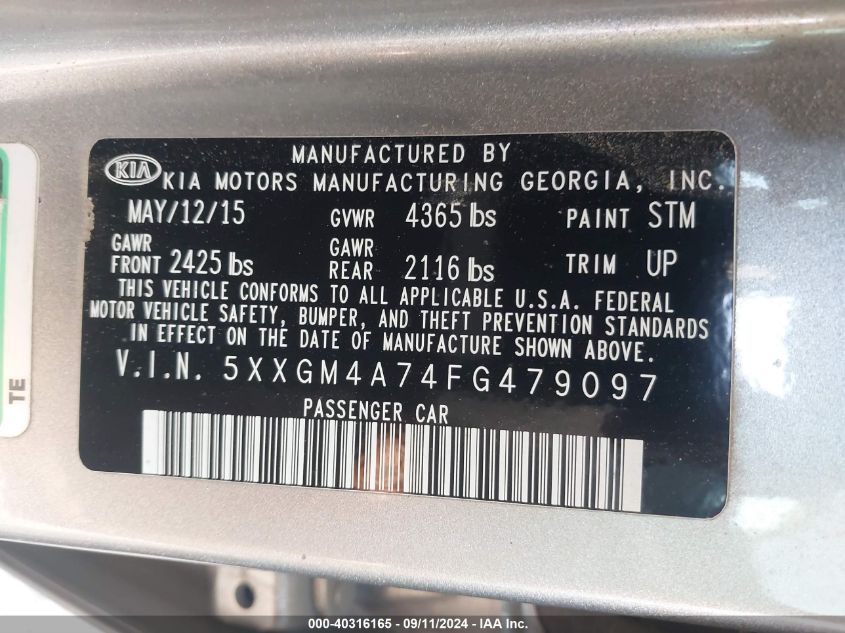 MANUFACTURED BY
KIA KIA MOTORS MANUFACTURING GEORGIA, INC.
MAY/12/15 GVWR 4365 lbs PAINT STM
GAWR FRONT 2425 lbs GAWR REAR 2116 lbs TRIM UP
THIS VEHICLE CONFORMS TO ALL APPLICABLE U.S.A. FEDERAL
MOTOR VEHICLE SAFETY, BUMPER, AND THEFT PREVENTION STANDARDS
IN EFFECT ON THE DATE OF MANUFACTURE SHOWN ABOVE.
V.I.N. 5XXGM4A74FG479097
PASSENGER CAR
TE
000-40316165 - 09/11/2024 - IAA Inc.